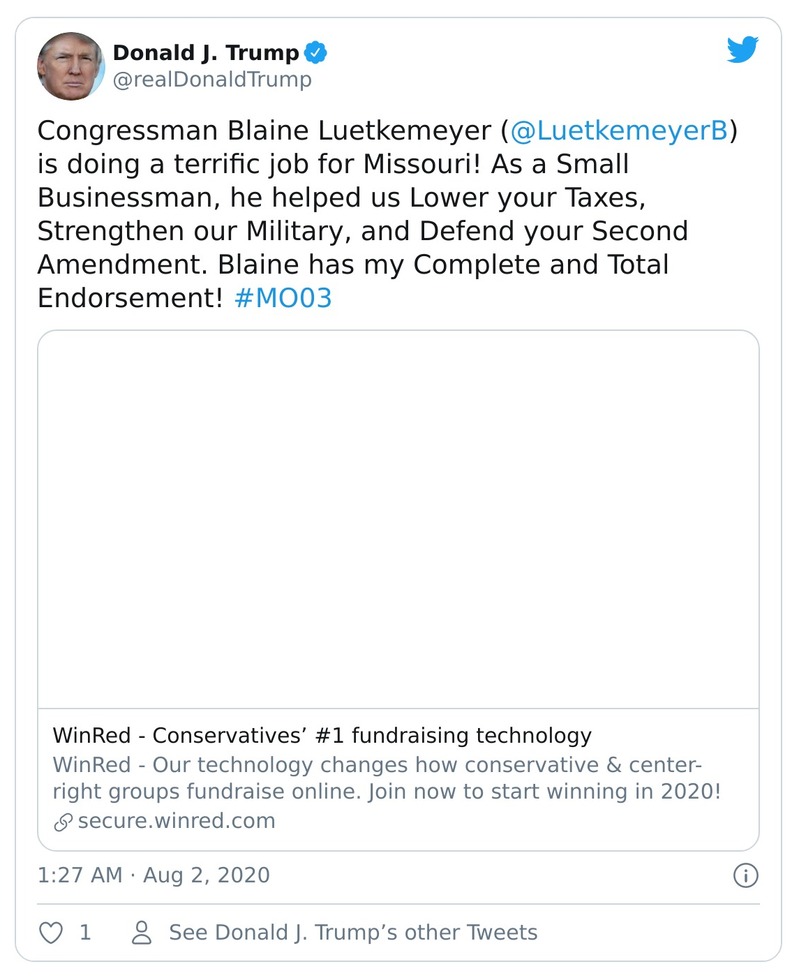 Donald J. Trump
@realDonaldTrump
Congressman Blaine Luetkemeyer (@LuetkemeyerB)
is doing a terrific job for Missouri! As a Small
Businessman, he helped us Lower your Taxes,
Strengthen our Military, and Defend your Second
Amendment. Blaine has my Complete and Total
Endorsement! #MO03
WinRed - Conservatives’ #1 fundraising technology
WinRed - Our technology changes how conservative & center-
right groups fundraise online. Join now to start winning in 2020!
secure.winred.com
1:27 AM · Aug 2, 2020
1 See Donald J. Trump’s other Tweets